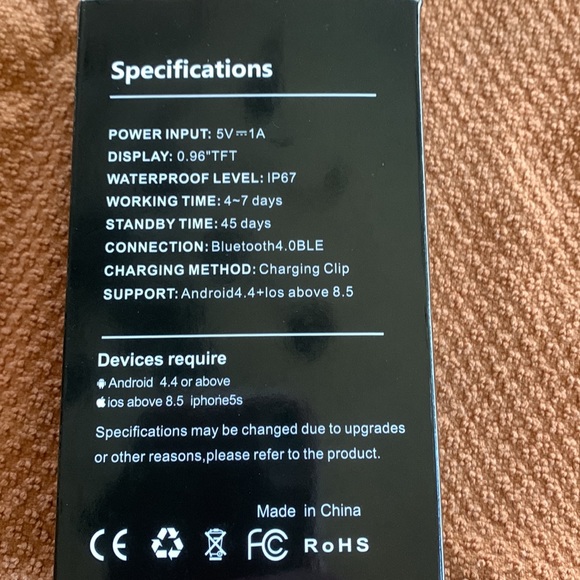 Specifications
POWER INPUT: 5V⎓1A
DISPLAY: 0.96"TFT
WATERPROOF LEVEL: IP67
WORKING TIME: 4~7 days
STANDBY TIME: 45 days
CONNECTION: Bluetooth4.0BLE
CHARGING METHOD: Charging Clip
SUPPORT: Android4.4+Ios above 8.5
Devices require
Android 4.4 or above
ios above 8.5 iphone5s
Specifications may be changed due to upgrades
or other reasons,please refer to the product.
Made in China
CE FC RoHS